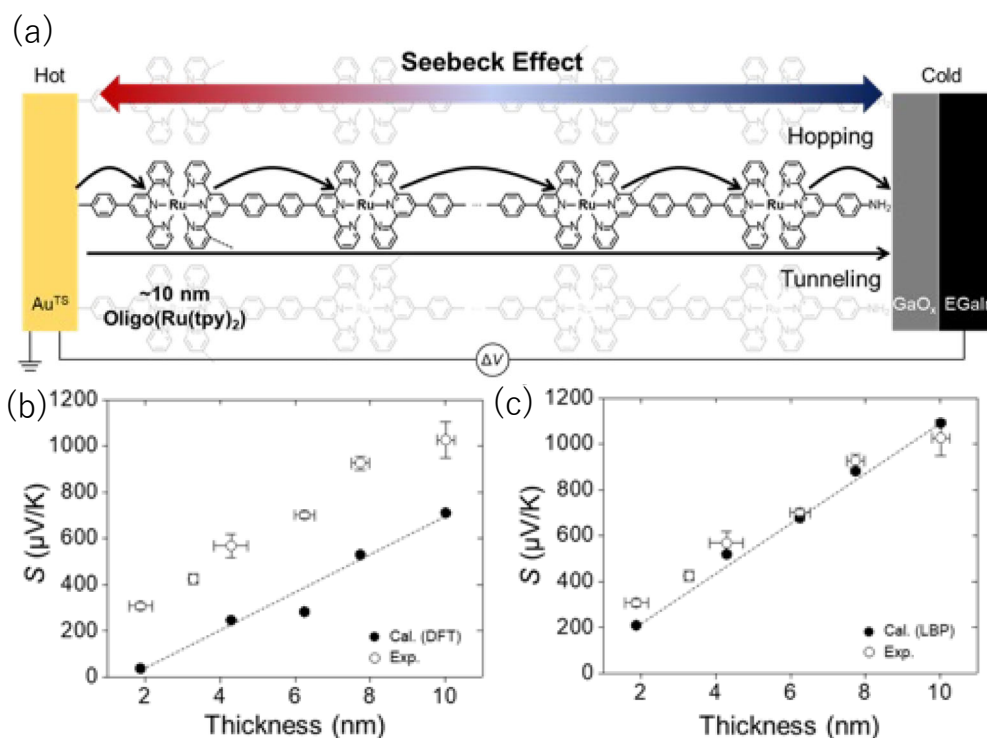 (a)
Seebeck Effect
Hot
Cold
Hopping
Ru
Ru
Ru
Ru
NH₂
Tunneling
~10 nm
Oligo(Ru(tpy)₂)
Au^TS
GaOₓ
EGaIn
ΔV
(b)
S (μV/K)
1200
1000
800
600
400
200
0
2
4
6
8
10
Thickness (nm)
Cal. (DFT)
Exp.
(c)
S (μV/K)
1200
1000
800
600
400
200
0
2
4
6
8
10
Thickness (nm)
Cal. (LBP)
Exp.